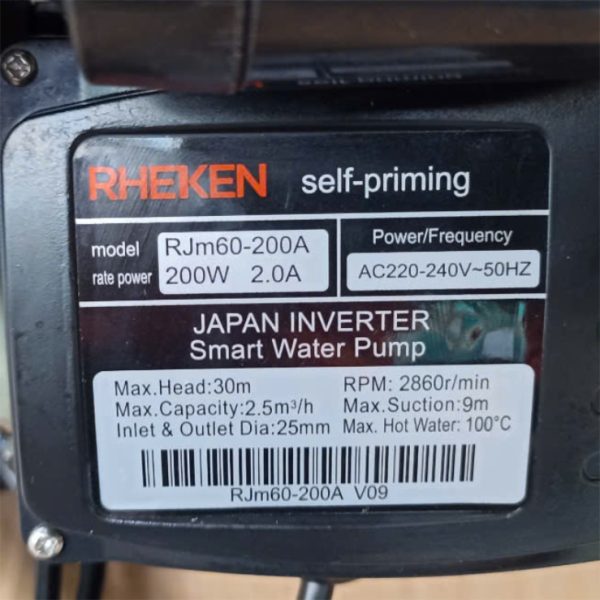 RHEKEN self-priming
model RJm60-200A
rate power 200W 2.0A
Power/Frequency
AC220-240V~50HZ
JAPAN INVERTER
Smart Water Pump
Max.Head:30m RPM: 2860r/min
Max.Capacity:2.5m³/h Max.Suction:9m
Inlet & Outlet Dia:25mm Max. Hot Water: 100°C
RJm60-200A V09